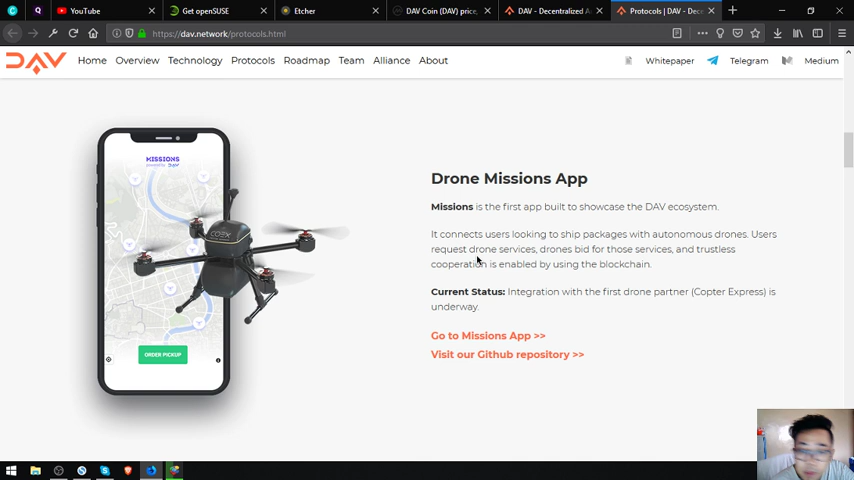 YouTube
Get openSUSE
Etcher
DAV Coin (DAV) price,
DAV - Decentralized A
Protocols | DAV - Dec
https://dav.network/protocols.html
DAV
Home Overview Technology Protocols Roadmap Team Alliance About
Whitepaper Telegram Medium
MISSIONS
COEX
ORDER PICKUP
Drone Missions App
Missions is the first app built to showcase the DAV ecosystem.
It connects users looking to ship packages with autonomous drones. Users
request drone services, drones bid for those services, and trustless
cooperation is enabled by using the blockchain.
Current Status: Integration with the first drone partner (Copter Express) is
underway.
Go to Missions App >>
Visit our Github repository >>